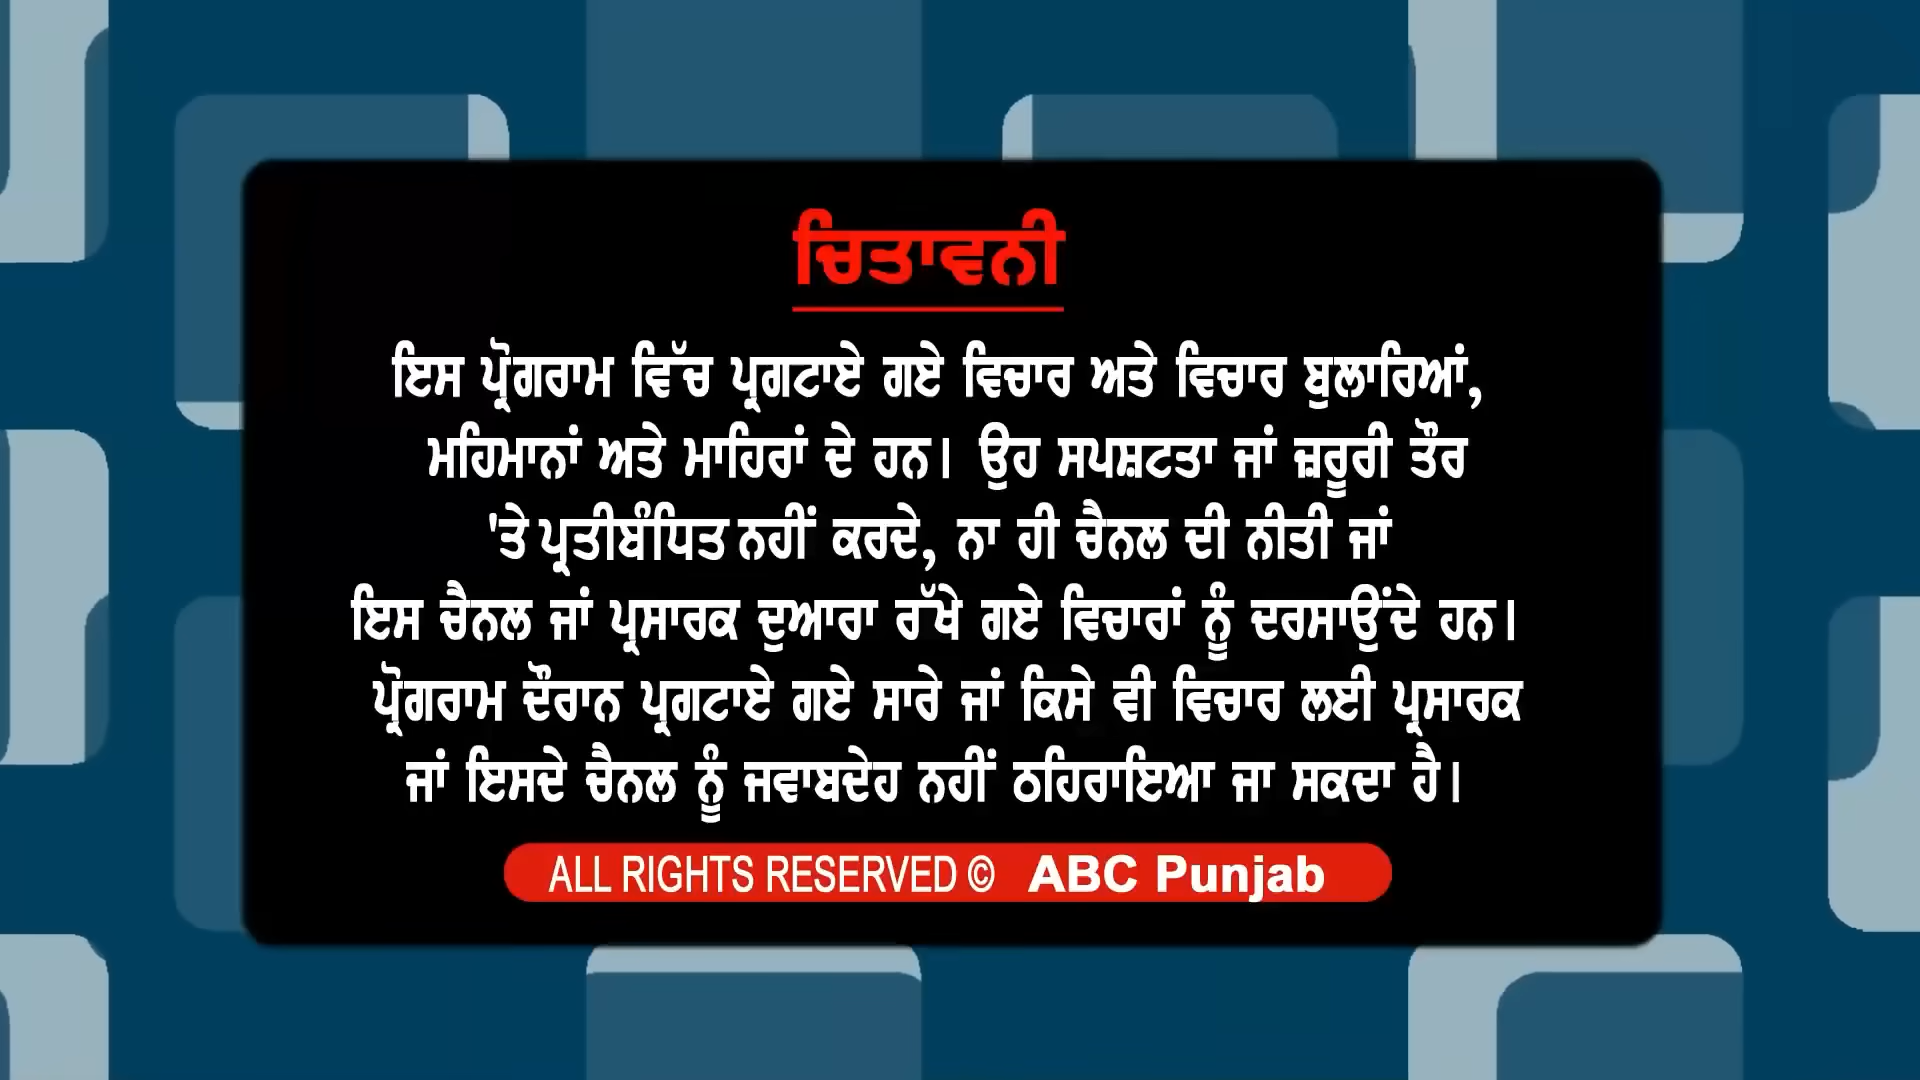 ਚਿਤਾਵਨੀ
ਇਸ ਪ੍ਰੋਗਰਾਮ ਵਿੱਚ ਪ੍ਰਗਟਾਏ ਗਏ ਵਿਚਾਰ ਅਤੇ ਵਿਚਾਰ ਬੁਲਾਰਿਆਂ,
ਮਹਿਮਾਨਾਂ ਅਤੇ ਮਾਹਿਰਾਂ ਦੇ ਹਨ। ਉਹ ਸਪਸ਼ਟਤਾ ਜਾਂ ਜ਼ਰੂਰੀ ਤੌਰ
'ਤੇ ਪ੍ਰਤੀਬੰਧਿਤ ਨਹੀਂ ਕਰਦੇ, ਨਾ ਹੀ ਚੈਨਲ ਦੀ ਨੀਤੀ ਜਾਂ
ਇਸ ਚੈਨਲ ਜਾਂ ਪ੍ਰਸਾਰਕ ਦੁਆਰਾ ਰੱਖੇ ਗਏ ਵਿਚਾਰਾਂ ਨੂੰ ਦਰਸਾਉਂਦੇ ਹਨ।
ਪ੍ਰੋਗਰਾਮ ਦੌਰਾਨ ਪ੍ਰਗਟਾਏ ਗਏ ਸਾਰੇ ਜਾਂ ਕਿਸੇ ਵੀ ਵਿਚਾਰ ਲਈ ਪ੍ਰਸਾਰਕ
ਜਾਂ ਇਸਦੇ ਚੈਨਲ ਨੂੰ ਜਵਾਬਦੇਹ ਨਹੀਂ ਠਹਿਰਾਇਆ ਜਾ ਸਕਦਾ ਹੈ।
ALL RIGHTS RESERVED © ABC Punjab